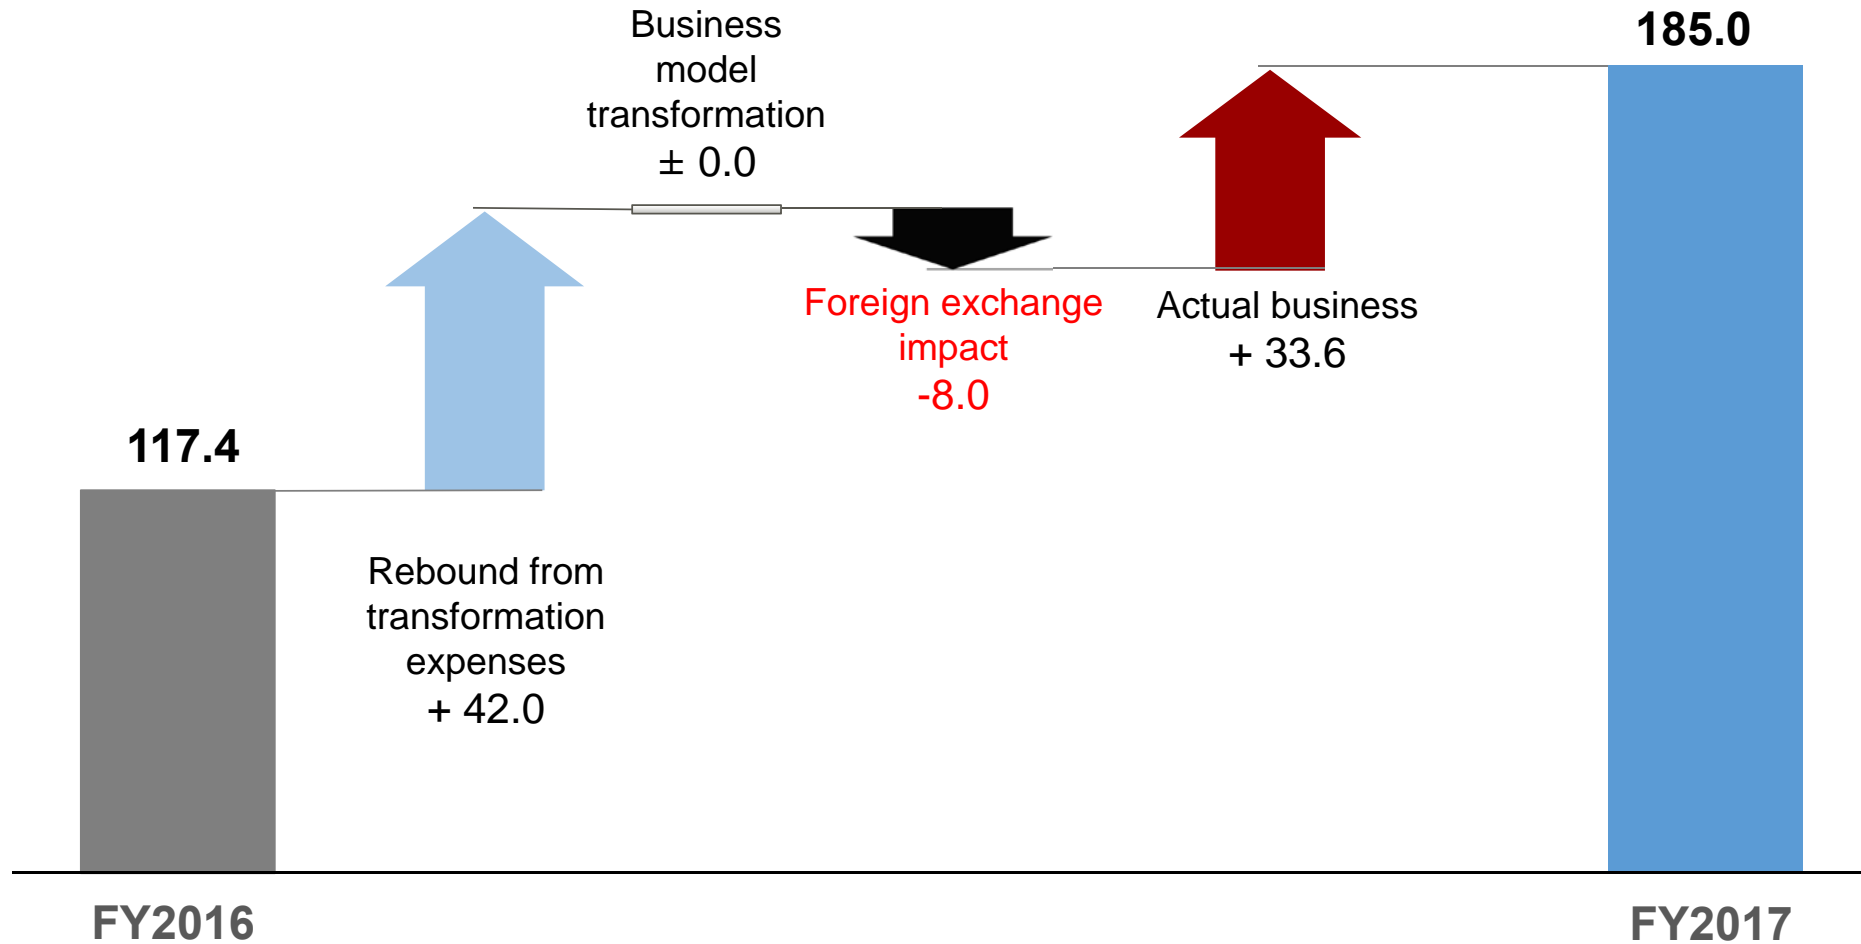 Business
model
transformation
± 0.0
185.0
Foreign exchange
impact
-8.0
Actual business
+ 33.6
117.4
Rebound from
transformation
expenses
+ 42.0
FY2016
FY2017